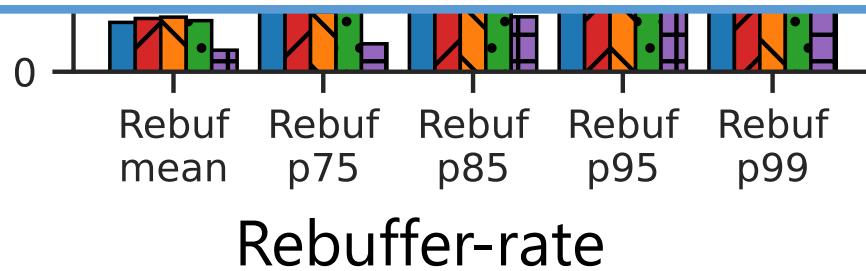 0
Rebuf mean
Rebuf p75
Rebuf p85
Rebuf p95
Rebuf p99
Rebuffer-rate